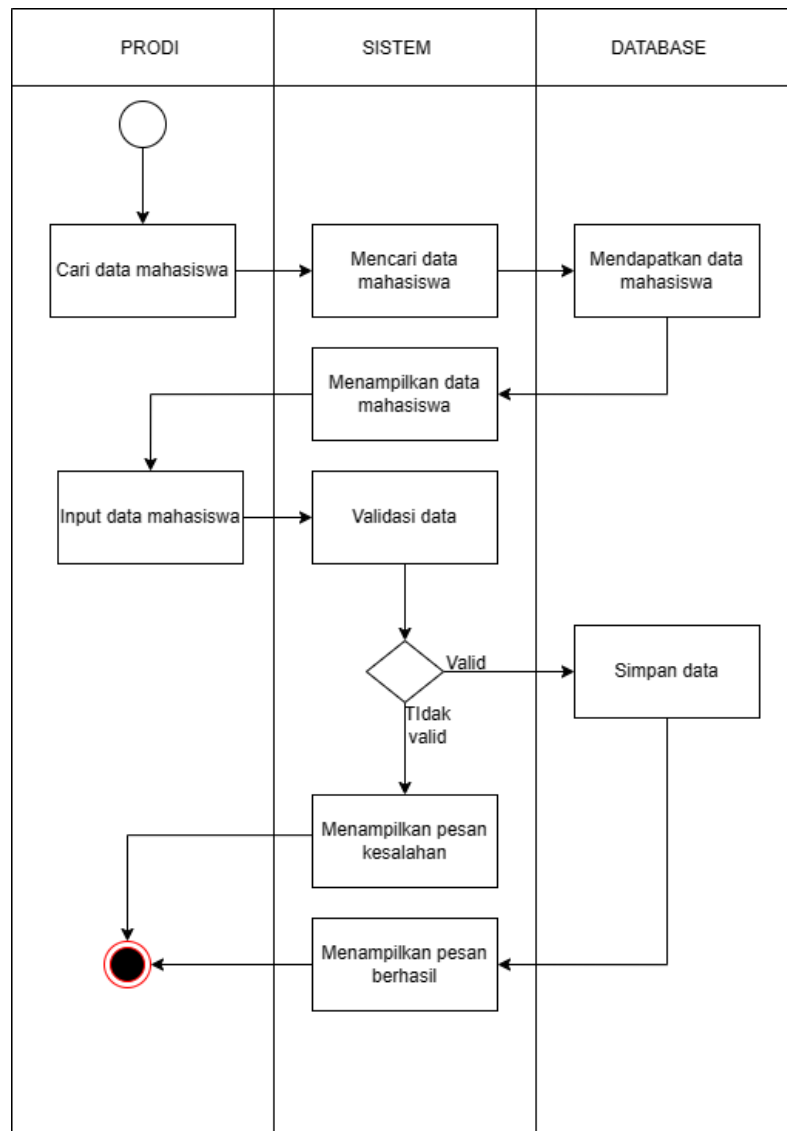 PRODI
SISTEM
DATABASE
Cari data mahasiswa
Mencari data
mahasiswa
Mendapatkan data
mahasiswa
Menampilkan data
mahasiswa
Input data mahasiswa
Validasi data
Valid
Simpan data
TIdak
valid
Menampilkan pesan
kesalahan
Menampilkan pesan
berhasil